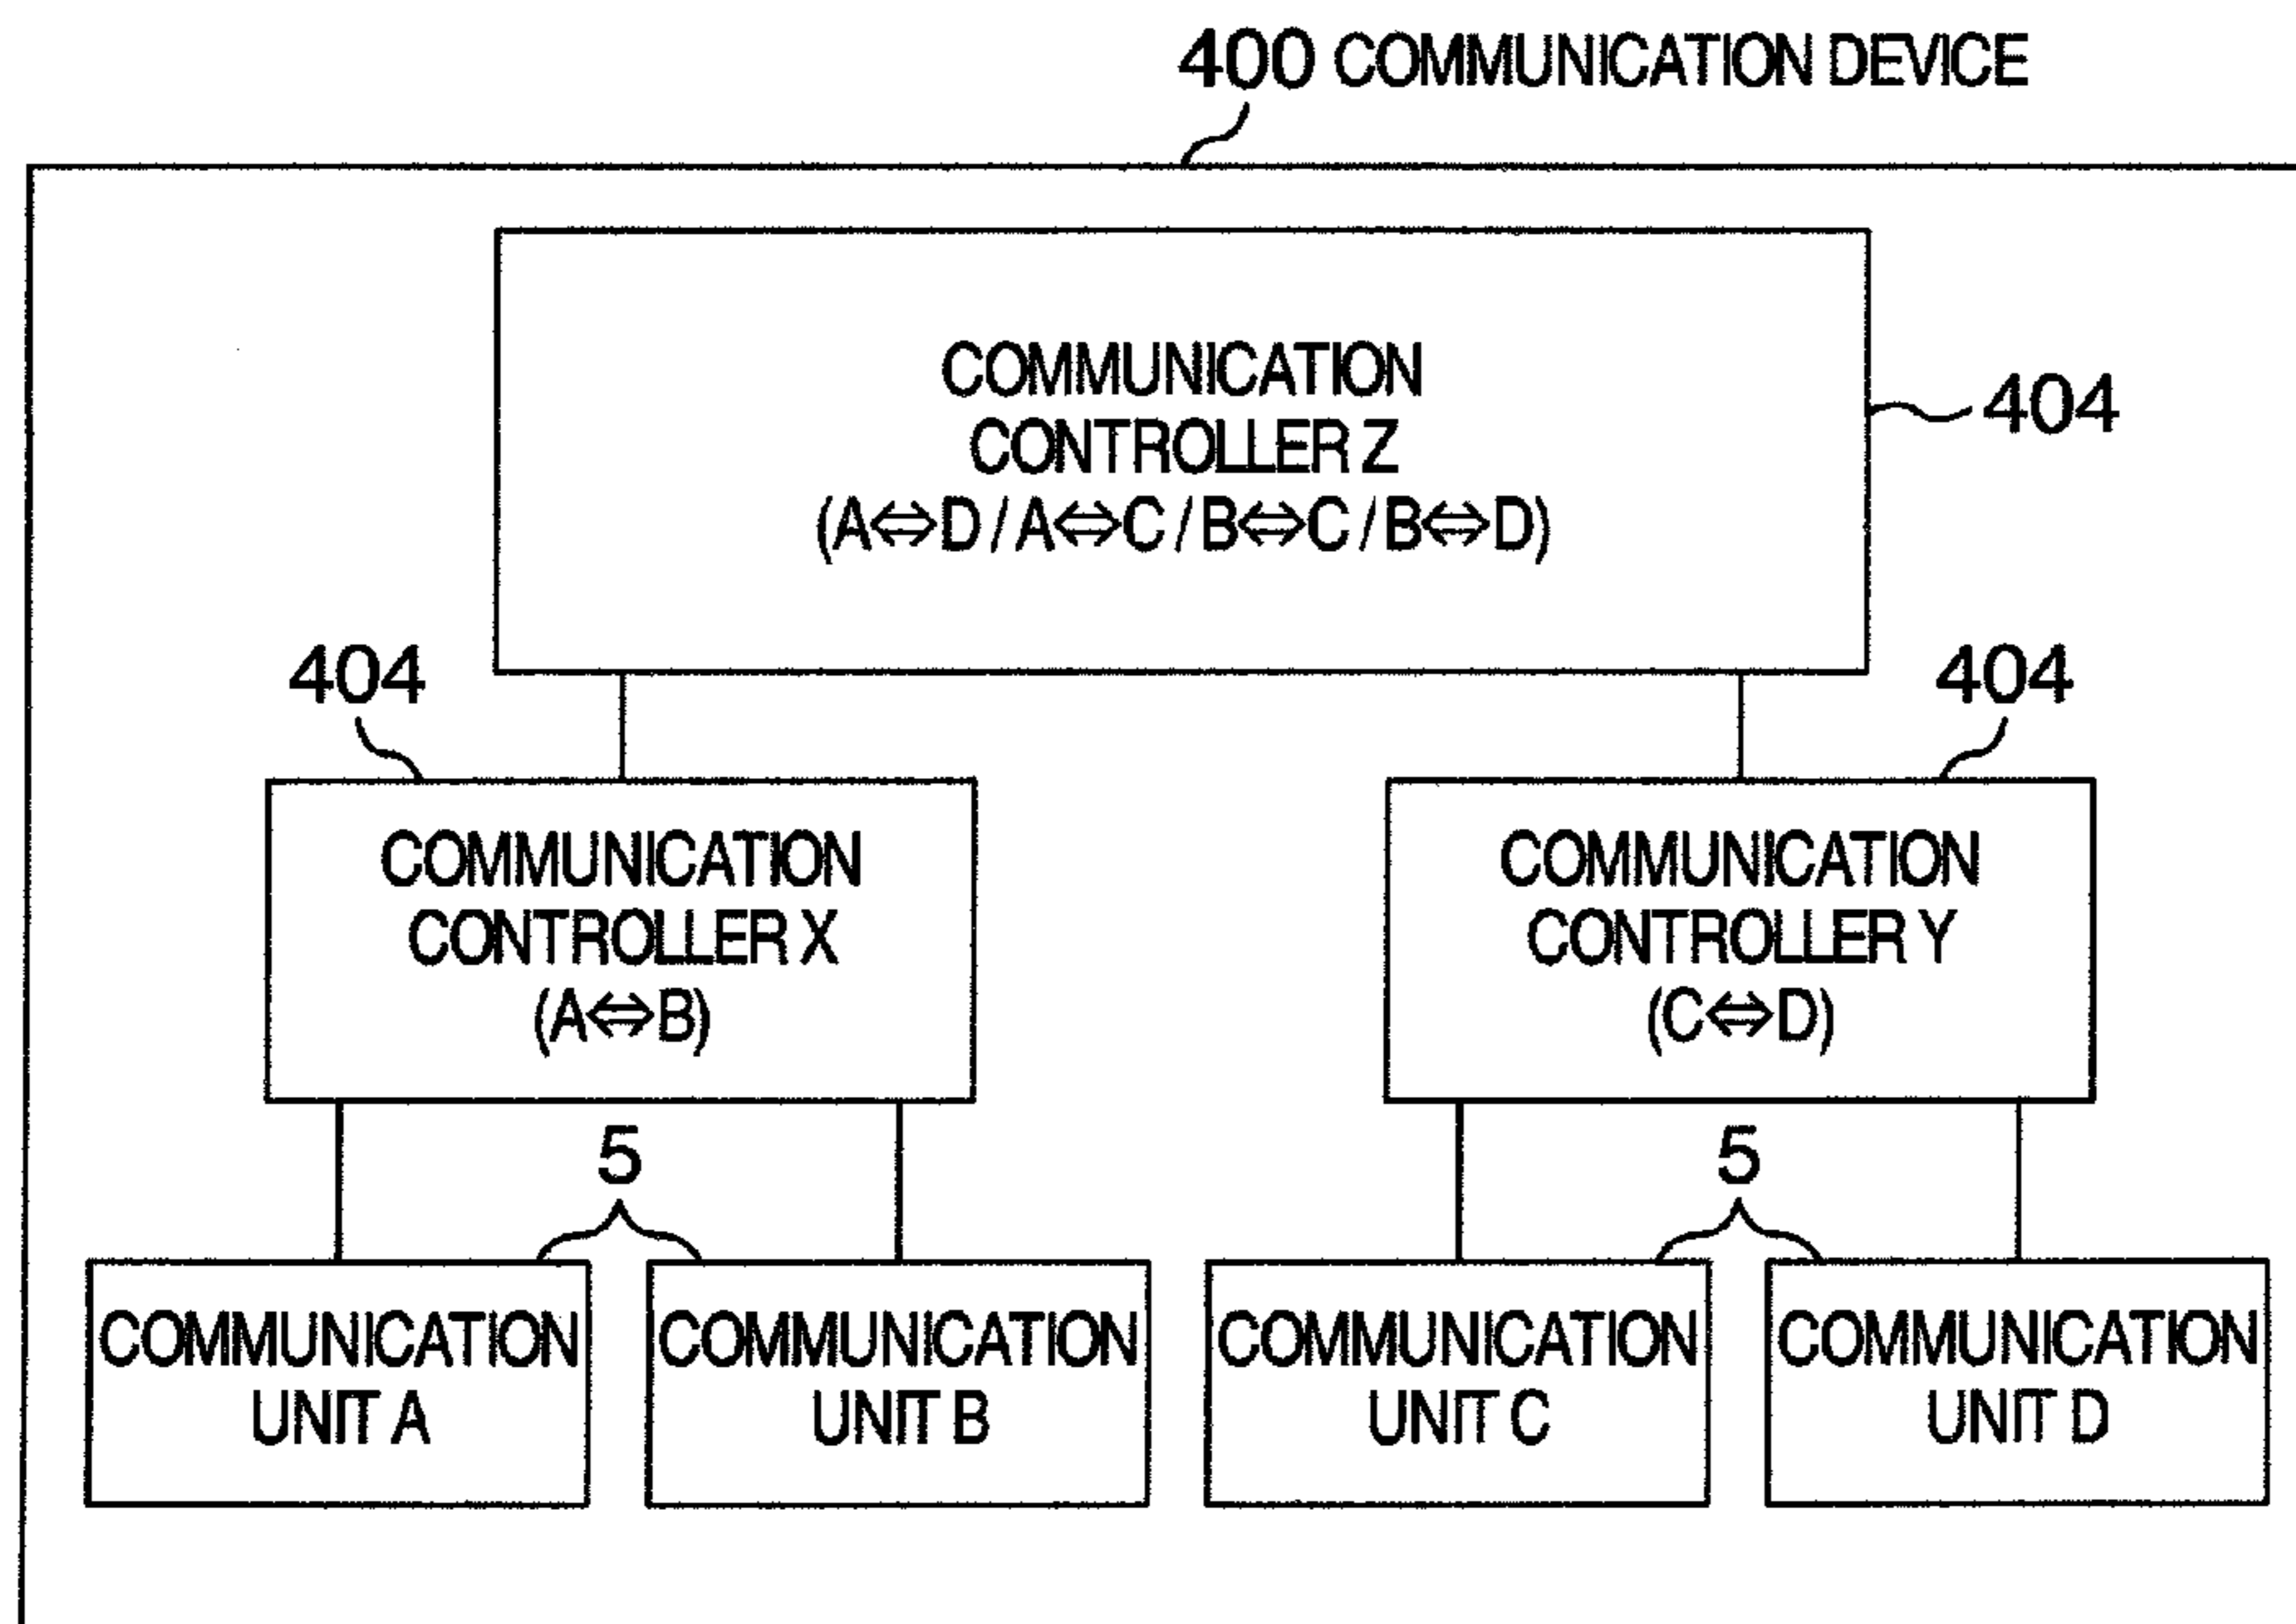 400 COMMUNICATION DEVICE
COMMUNICATION
CONTROLLER Z
(A⇔D / A⇔C / B⇔C / B⇔D)
404
404
404
COMMUNICATION
CONTROLLER X
(A⇔B)
COMMUNICATION
CONTROLLER Y
(C⇔D)
5
5
COMMUNICATION
UNIT A
COMMUNICATION
UNIT B
COMMUNICATION
UNIT C
COMMUNICATION
UNIT D